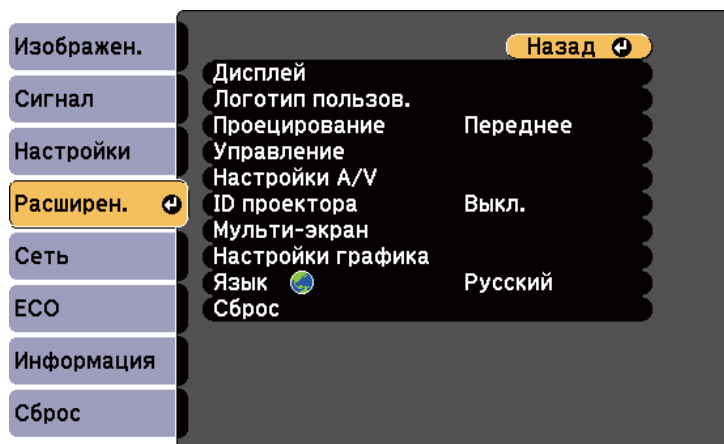 Изображен.
Сигнал
Настройки
Расширен.
Сеть
ECO
Информация
Сброс
Назад
Дисплей
Логотип пользов.
Проецирование Переднее
Управление
Настройки A/V
ID проектора Выкл.
Мульти-экран
Настройки графика
Язык Русский
Сброс